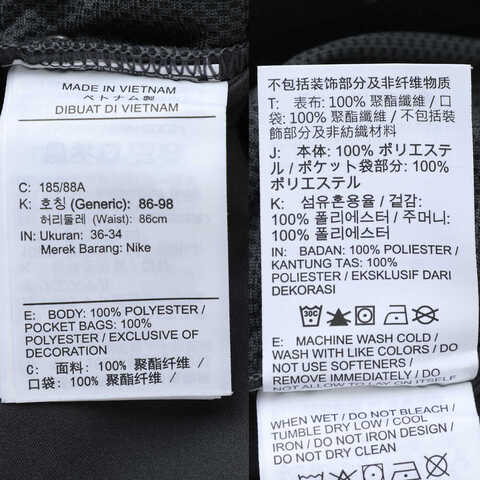 MADE IN VIETNAM
ベトナム製
DIBUAT DI VIETNAM
C: 185/88A
K: 호칭 (Generic): 86-98
허리둘레 (Waist): 86cm
IN: Ukuran: 36-34
Merek Barang: Nike
E: BODY: 100% POLYESTER /
POCKET BAGS: 100%
POLYESTER / EXCLUSIVE OF
DECORATION
C: 面料: 100% 聚酯纤维 /
口袋: 100% 聚酯纤维 /
不包括装饰部分及非纤维物质
T: 表布: 100% 聚酯纖維 / 口
袋: 100% 聚酯纖維 / 不包括裝
飾部分及非紡織材料
J: 本体: 100% ポリエステル
/ ポケット袋部分: 100%
ポリエステル
K: 섬유혼용율 / 겉감:
100% 폴리에스터 / 주머니:
100% 폴리에스터
IN: BADAN: 100% POLIESTER /
KANTUNG TAS: 100%
POLIESTER / EKSKLUSIF DARI
DEKORASI
30C
E: MACHINE WASH COLD /
WASH WITH LIKE COLORS / DO
NOT USE SOFTENERS /
REMOVE IMMEDIATELY / DO
NOT ALLOW TO LAY ON ITSELF
WHEN WET / DO NOT BLEACH /
TUMBLE DRY LOW / COOL
IRON / DO NOT IRON DESIGN /
DO NOT DRY CLEAN